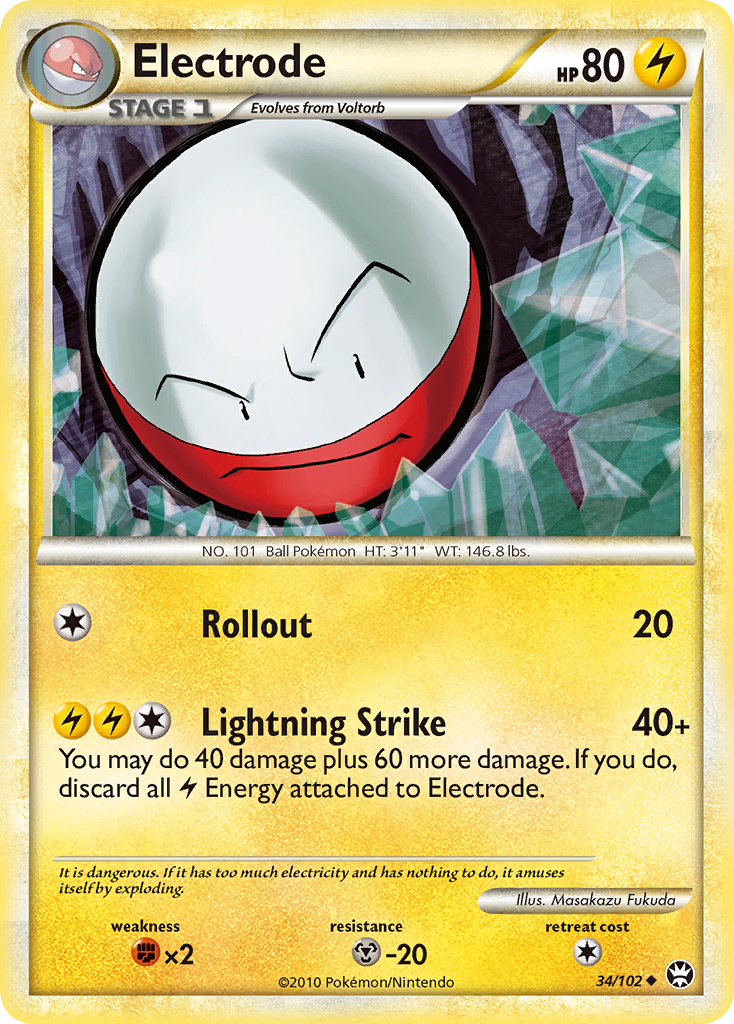 Electrode
HP80
STAGE 1
Evolves from Voltorb
NO. 101 Ball Pokémon HT: 3'11" WT: 146.8 lbs.
Rollout 20
Lightning Strike 40+
You may do 40 damage plus 60 more damage. If you do,
discard all Energy attached to Electrode.
It is dangerous. If it has too much electricity and has nothing to do, it amuses
itself by exploding.
Illus. Masakazu Fukuda
weakness resistance retreat cost
×2 -20
©2010 Pokémon/Nintendo
34/102